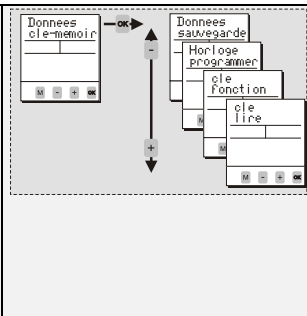 Donnees
cle-memoir
M - + OK
OK
-
+
Donnees
sauvegarde
Horloge
programmer
M
cle
fonction
M
cle
lire
M - + OK